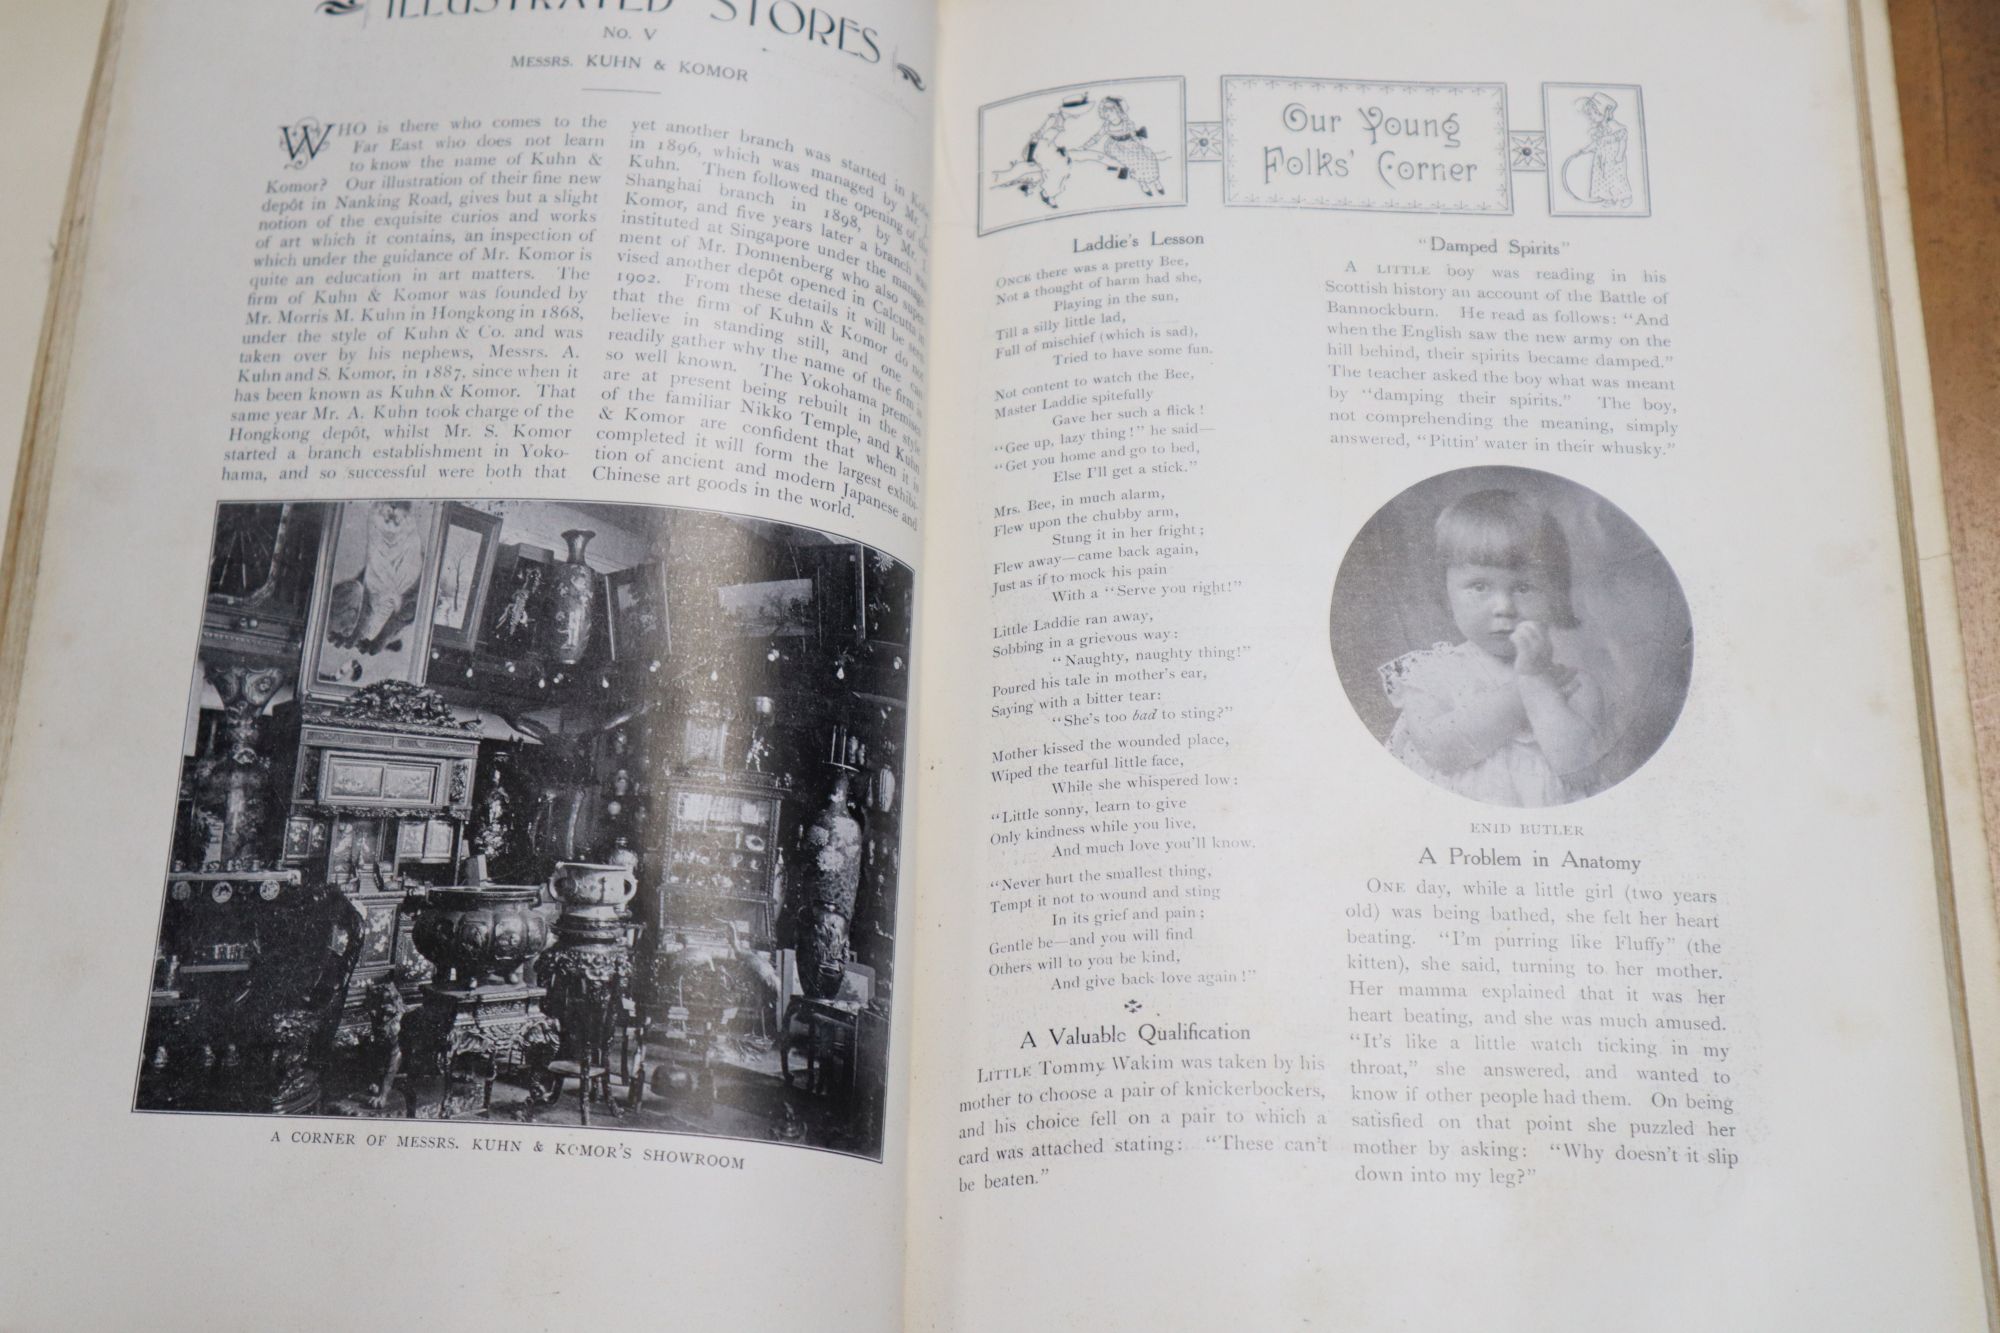 ILLUSTRATED STORES
No. V
MESSRS. KUHN & KOMOR
WHO is there who comes to the
Far East who does not learn
to know the name of Kuhn &
Komor? Our illustration of their fine new
depôt in Nanking Road, gives but a slight
notion of the exquisite curios and works
of art which it contains, an inspection of
which under the guidance of Mr. Komor is
quite an education in art matters. The
firm of Kuhn & Komor was founded by
Mr. Morris M. Kuhn in Hongkong in 1868,
under the style of Kuhn & Co. and was
taken over by his nephews, Messrs. A.
Kuhn and S. Komor, in 1887, since when it
has been known as Kuhn & Komor. That
same year Mr. A. Kuhn took charge of the
Hongkong depôt, whilst Mr. S. Komor
started a branch establishment in Yoko-
hama, and so successful were both that
yet another branch was started in Kobe
in 1896, which was managed by Mr. I.
Kuhn. Then followed the opening of the
Shanghai branch in 1898, by Mr. I.
Komor, and five years later a branch was
instituted at Singapore under the manage-
ment of Mr. Donnenberg who also super-
vised another depôt opened in Calcutta in
1902. From these details it will be seen
that the firm of Kuhn & Komor do not
believe in standing still, and one can
readily gather why the name of the firm is
so well known. The Yokohama premises
are at present being rebuilt in the style
of the familiar Nikko Temple, and Kuhn
& Komor are confident that when it is
completed it will form the largest exhibi-
tion of ancient and modern Japanese and
Chinese art goods in the world.
A CORNER OF MESSRS. KUHN & KOMOR'S SHOWROOM
Our Young
Folks' Corner
Laddie's Lesson
ONCE there was a pretty Bee,
Not a thought of harm had she,
Playing in the sun,
Till a silly little lad,
Full of mischief (which is sad),
Tried to have some fun.
Not content to watch the Bee,
Master Laddie spitefully
Gave her such a flick!
"Gee up, lazy thing!" he said—
"Get you home and go to bed,
Else I'll get a stick."
Mrs. Bee, in much alarm,
Flew upon the chubby arm,
Stung it in her fright;
Flew away—came back again,
Just as if to mock his pain
With a "Serve you right!"
Little Laddie ran away,
Sobbing in a grievous way:
"Naughty, naughty thing!"
Poured his tale in mother's ear,
Saying with a bitter tear:
"She's too bad to sting?"
Mother kissed the wounded place,
Wiped the tearful little face,
While she whispered low:
"Little sonny, learn to give
Only kindness while you live,
And much love you'll know.
"Never hurt the smallest thing,
Tempt it not to wound and sting
In its grief and pain;
Gentle be—and you will find
Others will to you be kind,
And give back love again!"
A Valuable Qualification
LITTLE Tommy Wakim was taken by his
mother to choose a pair of knickerbockers,
and his choice fell on a pair to which a
card was attached stating: "These can't
be beaten."
"Damped Spirits"
A LITTLE boy was reading in his
Scottish history an account of the Battle of
Bannockburn. He read as follows: "And
when the English saw the new army on the
hill behind, their spirits became damped."
The teacher asked the boy what was meant
by "damping their spirits." The boy,
not comprehending the meaning, simply
answered, "Pittin' water in their whusky."
ENID BUTLER
A Problem in Anatomy
ONE day, while a little girl (two years
old) was being bathed, she felt her heart
beating. "I'm purring like Fluffy" (the
kitten), she said, turning to her mother.
Her mamma explained that it was her
heart beating, and she was much amused.
"It's like a little watch ticking in my
throat," she answered, and wanted to
know if other people had them. On being
satisfied on that point she puzzled her
mother by asking: "Why doesn't it slip
down into my leg?"